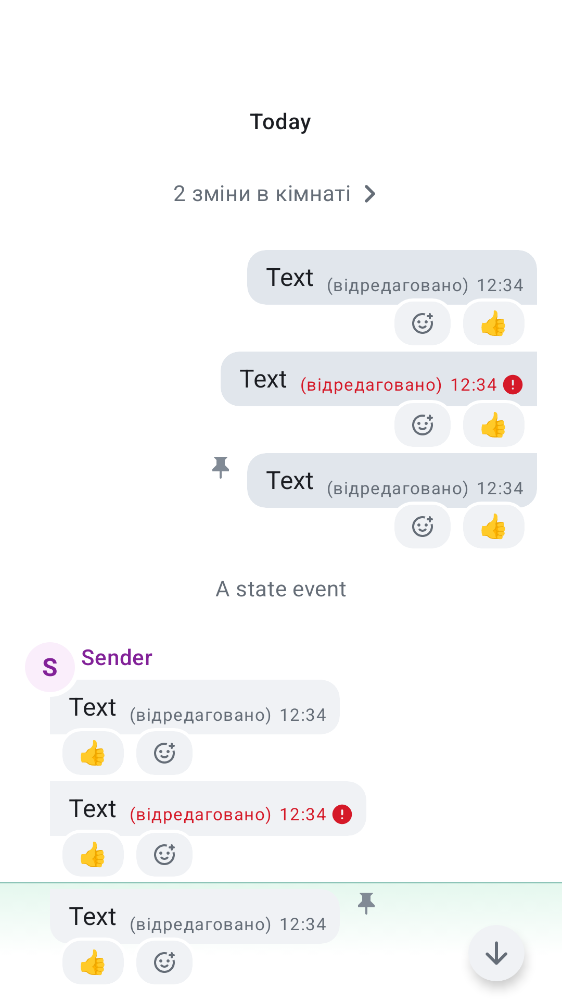 Today
2 зміни в кімнаті
Text (відредаговано) 12:34
👍
Text (відредаговано) 12:34
👍
Text (відредаговано) 12:34
👍
A state event
S Sender
Text (відредаговано) 12:34
👍
Text (відредаговано) 12:34
👍
Text (відредаговано) 12:34
👍